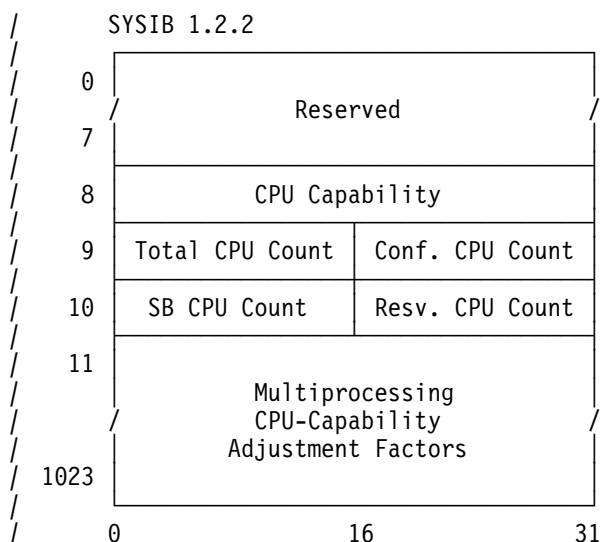 SYSIB 1.2.2
0
/ Reserved /
7
8 CPU Capability
9 Total CPU Count Conf. CPU Count
10 SB CPU Count Resv. CPU Count
11
Multiprocessing
/ CPU-Capability /
Adjustment Factors
1023
0 16 31